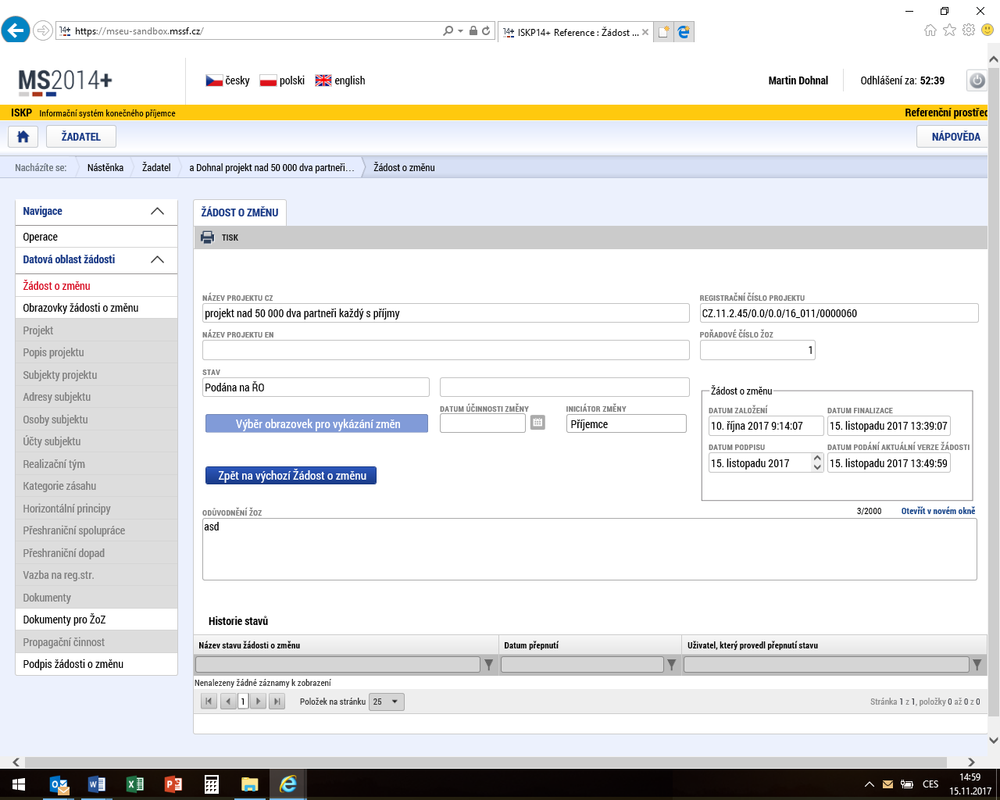 https://mseu-sandbox.mssf.cz/
14+ ISKP14+ Reference : Žádost ...
MS2014+
česky polski english
Martin Dohnal
Odhlášení za: 52:39
ISKP Informační systém konečného příjemce
Referenční prostřed
ŽADATEL
NÁPOVĚDA
Nacházíte se: Nástěnka Žadatel a Dohnal projekt nad 50 000 dva partneři... Žádost o změnu
Navigace
Operace
Datová oblast žádosti
Žádost o změnu
Obrazovky žádosti o změnu
Projekt
Popis projektu
Subjekty projektu
Adresy subjektu
Osoby subjektu
Účty subjektu
Realizační tým
Kategorie zásahu
Horizontální principy
Přeshraniční spolupráce
Přeshraniční dopad
Vazba na reg.str.
Dokumenty
Dokumenty pro ŽoZ
Propagační činnost
Podpis žádosti o změnu
ŽÁDOST O ZMĚNU
TISK
NÁZEV PROJEKTU CZ
projekt nad 50 000 dva partneři každý s příjmy
REGISTRAČNÍ ČÍSLO PROJEKTU
CZ.11.2.45/0.0/0.0/16_011/0000060
NÁZEV PROJEKTU EN
POŘADOVÉ ČÍSLO ŽOZ
1
STAV
Podána na ŘO
Výběr obrazovek pro vykázání změn
DATUM ÚČINNOSTI ZMĚNY
INICIÁTOR ZMĚNY
Příjemce
Žádost o změnu
DATUM ZALOŽENÍ
10. října 2017 9:14:07
DATUM FINALIZACE
15. listopadu 2017 13:39:07
DATUM PODPISU
15. listopadu 2017
DATUM PODÁNÍ AKTUÁLNÍ VERZE ŽÁDOSTI
15. listopadu 2017 13:49:59
Zpět na výchozí Žádost o změnu
ODŮVODNĚNÍ ŽOZ
3/2000
Otevřít v novém okně
asd
Historie stavů
Název stavu žádosti o změnu
Datum přepnutí
Uživatel, který provedl přepnutí stavu
Nenalezeny žádné záznamy k zobrazení
1
Položek na stránku 25
Stránka 1 z 1, položky 0 až 0 z 0
CES
14:59
15.11.2017